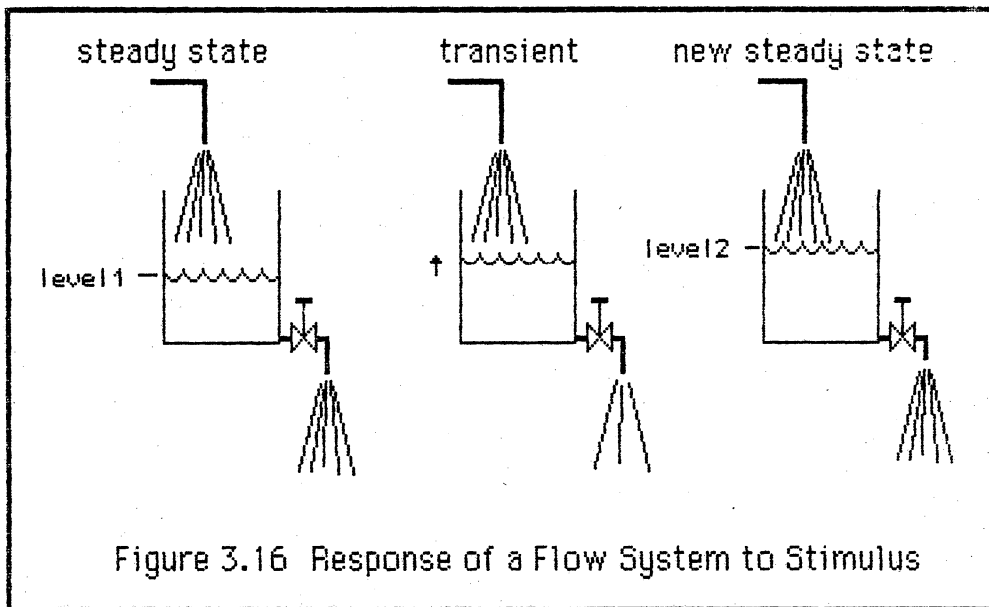 steady state
transient
new steady state
level1
level2
Figure 3.16 Response of a Flow System to Stimulus